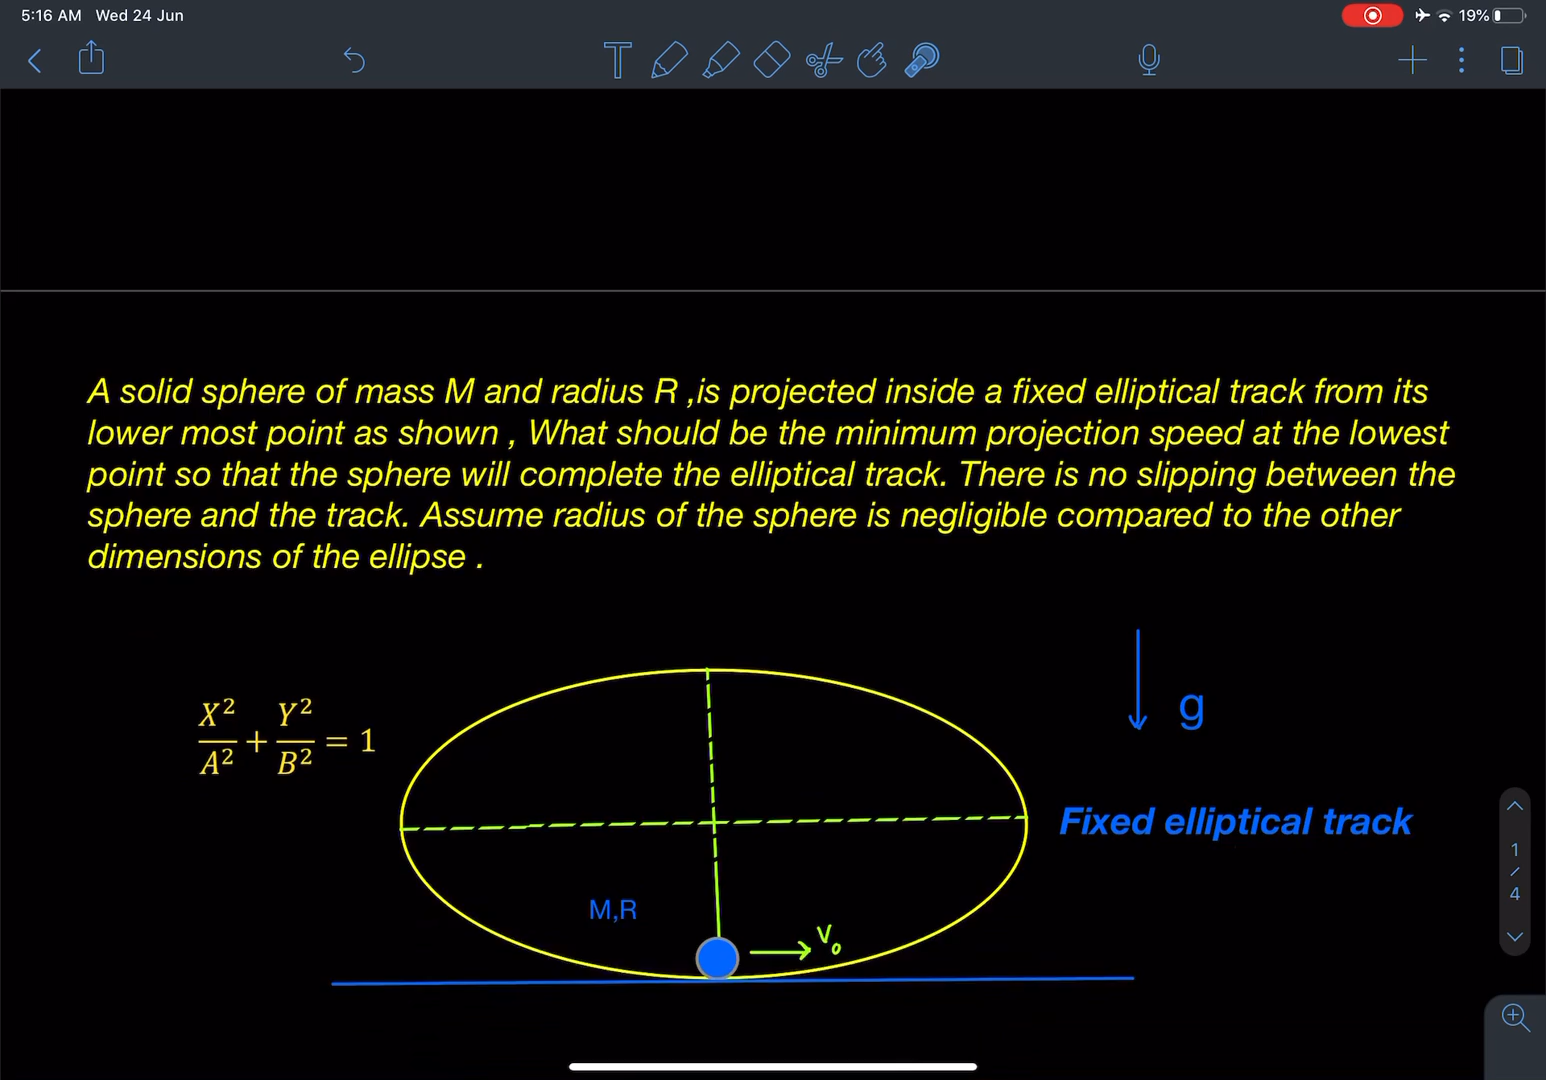 5:16 AM Wed 24 Jun
19%
A solid sphere of mass M and radius R ,is projected inside a fixed elliptical track from its
lower most point as shown , What should be the minimum projection speed at the lowest
point so that the sphere will complete the elliptical track. There is no slipping between the
sphere and the track. Assume radius of the sphere is negligible compared to the other
dimensions of the ellipse .
g
X²/A² + Y²/B² = 1
Fixed elliptical track
M,R
v₀
1
/
4